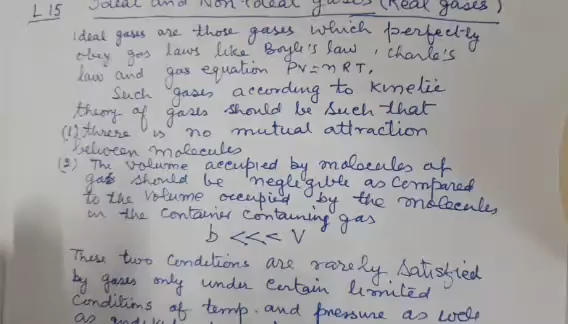 L 15 Ideal and Non-ideal gases (Real gases)
ideal gases are those gases which perfectly
obey gas laws like Boyle's law, Charle's
law and gas equation PV=nRT.
Such gases according to Kinetic
theory of gases should be such that
(1) threre is no mutual attraction
between molecules
(2) The volume accupied by molecules of
gas should be neglegible as compared
to the volume occupied by the molecules
in the container containing gas
b <<< V
These two conditions are rarely satisfied
by gases only under certain limited
conditions of temp. and pressure as well
as